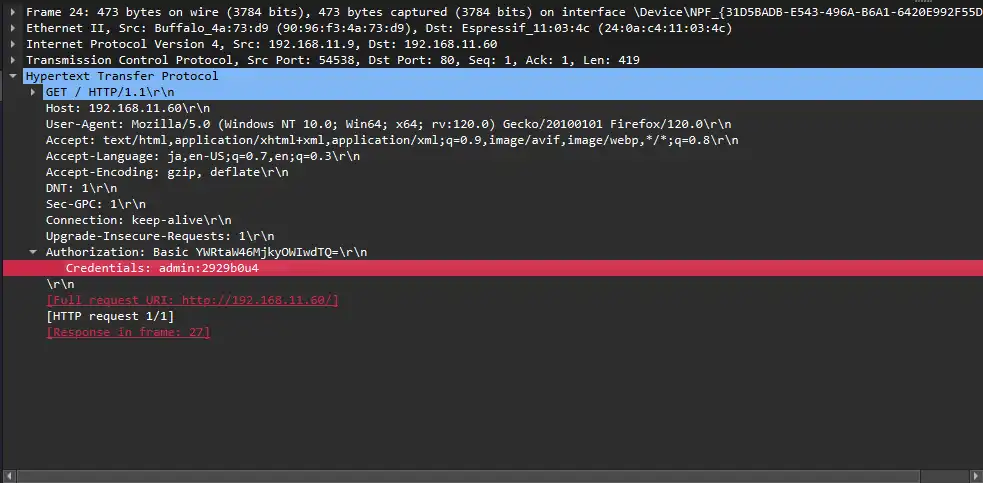 Frame 24: 473 bytes on wire (3784 bits), 473 bytes captured (3784 bits) on interface \Device\NPF_{31D5BADB-E543-496A-B6A1-6420E992F55D
Ethernet II, Src: Buffalo_4a:73:d9 (90:96:f3:4a:73:d9), Dst: Espressif_11:03:4c (24:0a:c4:11:03:4c)
Internet Protocol Version 4, Src: 192.168.11.9, Dst: 192.168.11.60
Transmission Control Protocol, Src Port: 54538, Dst Port: 80, Seq: 1, Ack: 1, Len: 419
Hypertext Transfer Protocol
GET / HTTP/1.1\r\n
Host: 192.168.11.60\r\n
User-Agent: Mozilla/5.0 (Windows NT 10.0; Win64; x64; rv:120.0) Gecko/20100101 Firefox/120.0\r\n
Accept: text/html,application/xhtml+xml,application/xml;q=0.9,image/avif,image/webp,*/*;q=0.8\r\n
Accept-Language: ja,en-US;q=0.7,en;q=0.3\r\n
Accept-Encoding: gzip, deflate\r\n
DNT: 1\r\n
Sec-GPC: 1\r\n
Connection: keep-alive\r\n
Upgrade-Insecure-Requests: 1\r\n
Authorization: Basic YWRtaW46MjkyOWIwdTQ=\r\n
Credentials: admin:2929b0u4
\r\n
[Full request URI: http://192.168.11.60/]
[HTTP request 1/1]
[Response in frame: 27]